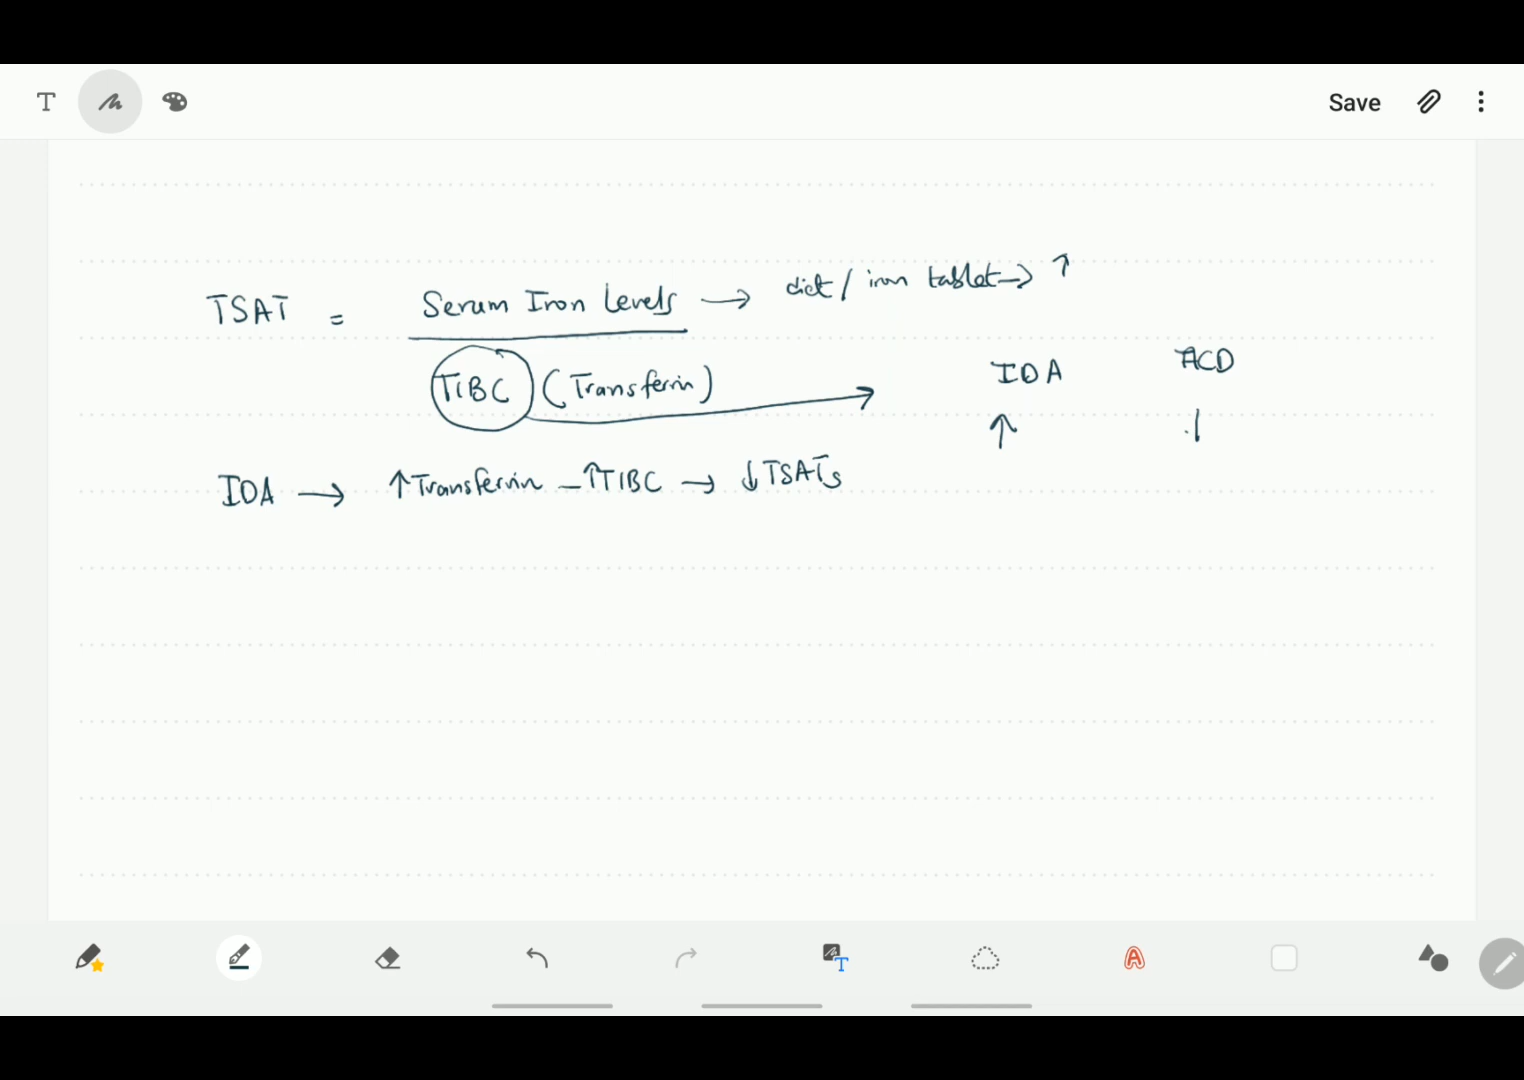 T Save
TSAT = Serum Iron Levels → diet / iron tablet → ↑
TIBC (Transferrin) → IDA ACD
↑
IDA → ↑ Transferrin – ↑TIBC → ↓ TSATs
T
A